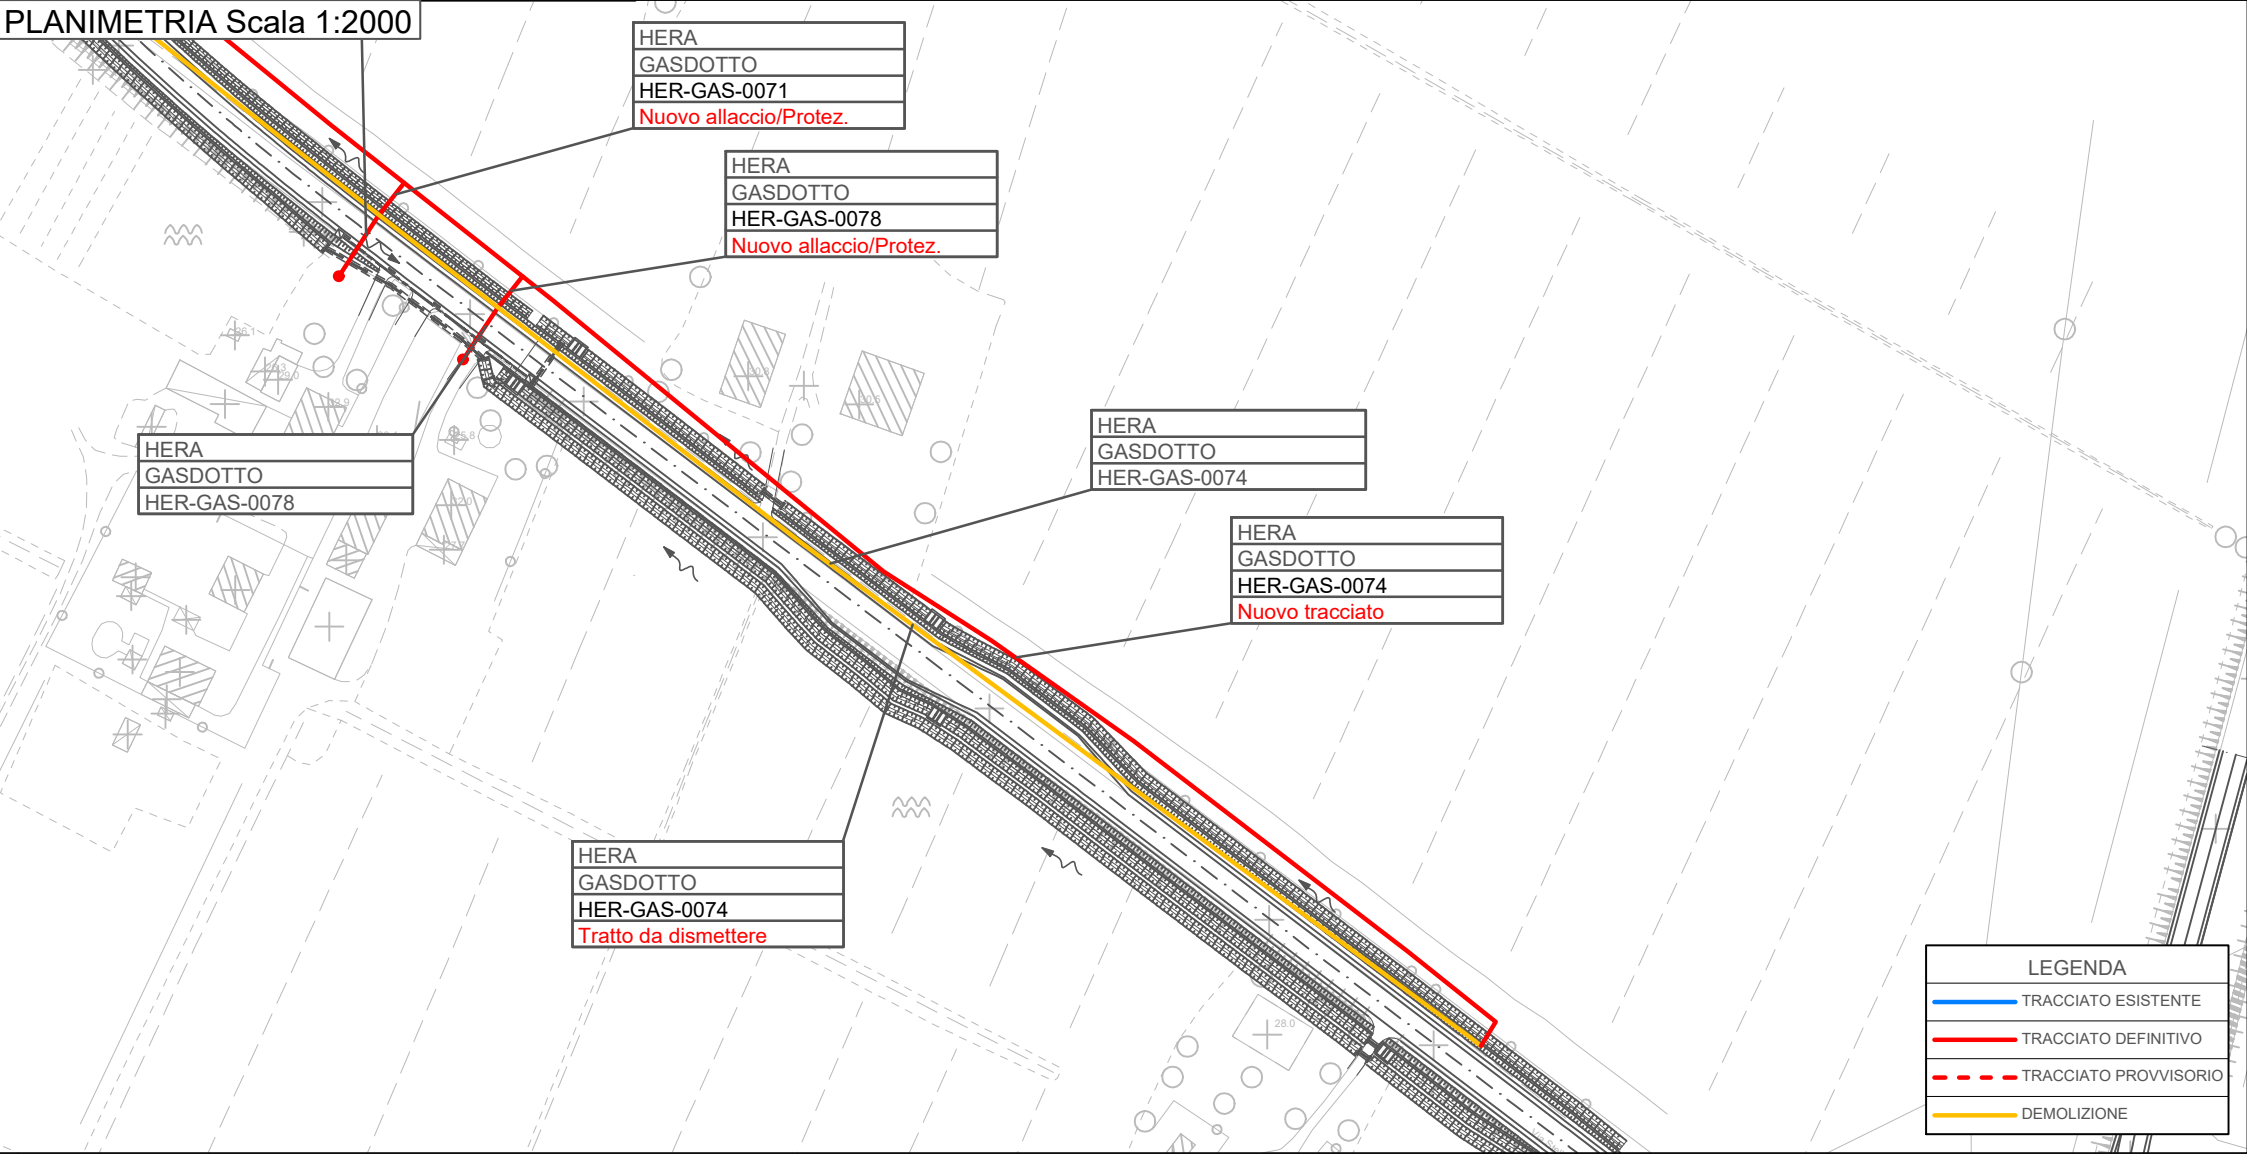 PLANIMETRIA Scala 1:2000
HERA
GASDOTTO
HER-GAS-0071
Nuovo allaccio/Protez.
HERA
GASDOTTO
HER-GAS-0078
Nuovo allaccio/Protez.
HERA
GASDOTTO
HER-GAS-0078
HERA
GASDOTTO
HER-GAS-0074
HERA
GASDOTTO
HER-GAS-0074
Nuovo tracciato
HERA
GASDOTTO
HER-GAS-0074
Tratto da dismettere
28.0
LEGENDA
TRACCIATO ESISTENTE
TRACCIATO DEFINITIVO
TRACCIATO PROVVISORIO
DEMOLIZIONE